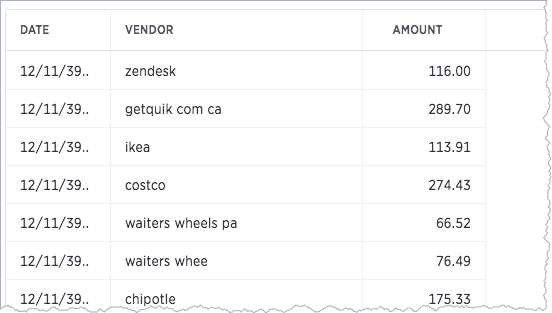 DATE VENDOR AMOUNT
12/11/39.. zendesk 116.00
12/11/39.. getquik com ca 289.70
12/11/39.. ikea 113.91
12/11/39.. costco 274.43
12/11/39.. waiters wheels pa 66.52
12/11/39.. waiters whee 76.49
12/11/39.. chipotle 175.33